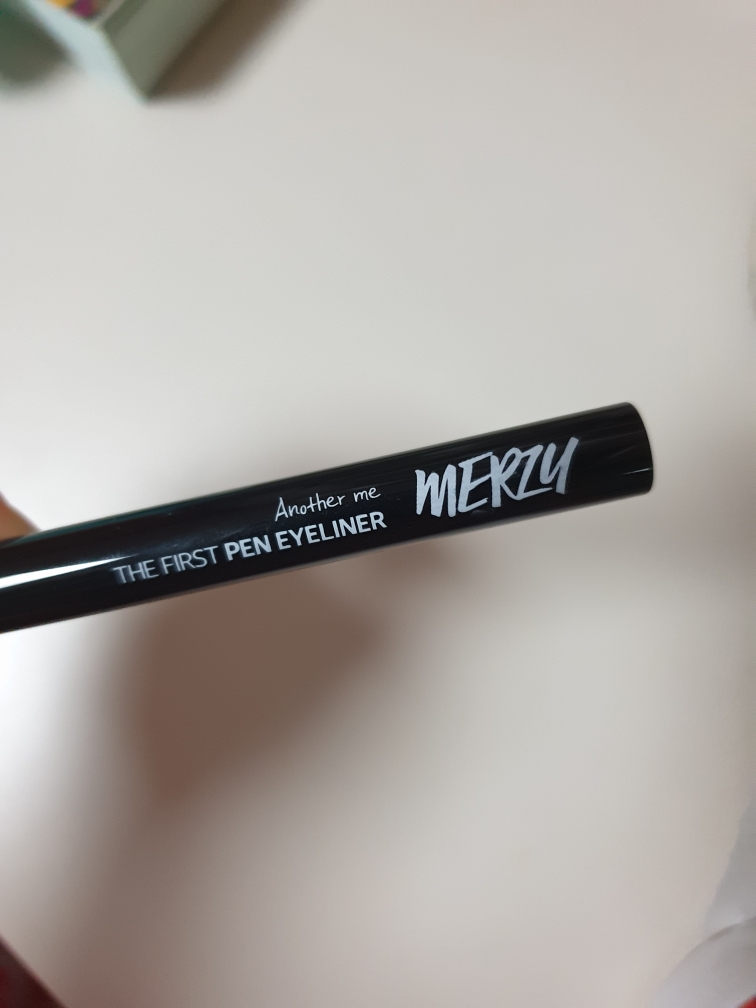 Another me
THE FIRST PEN EYELINER
MERZY